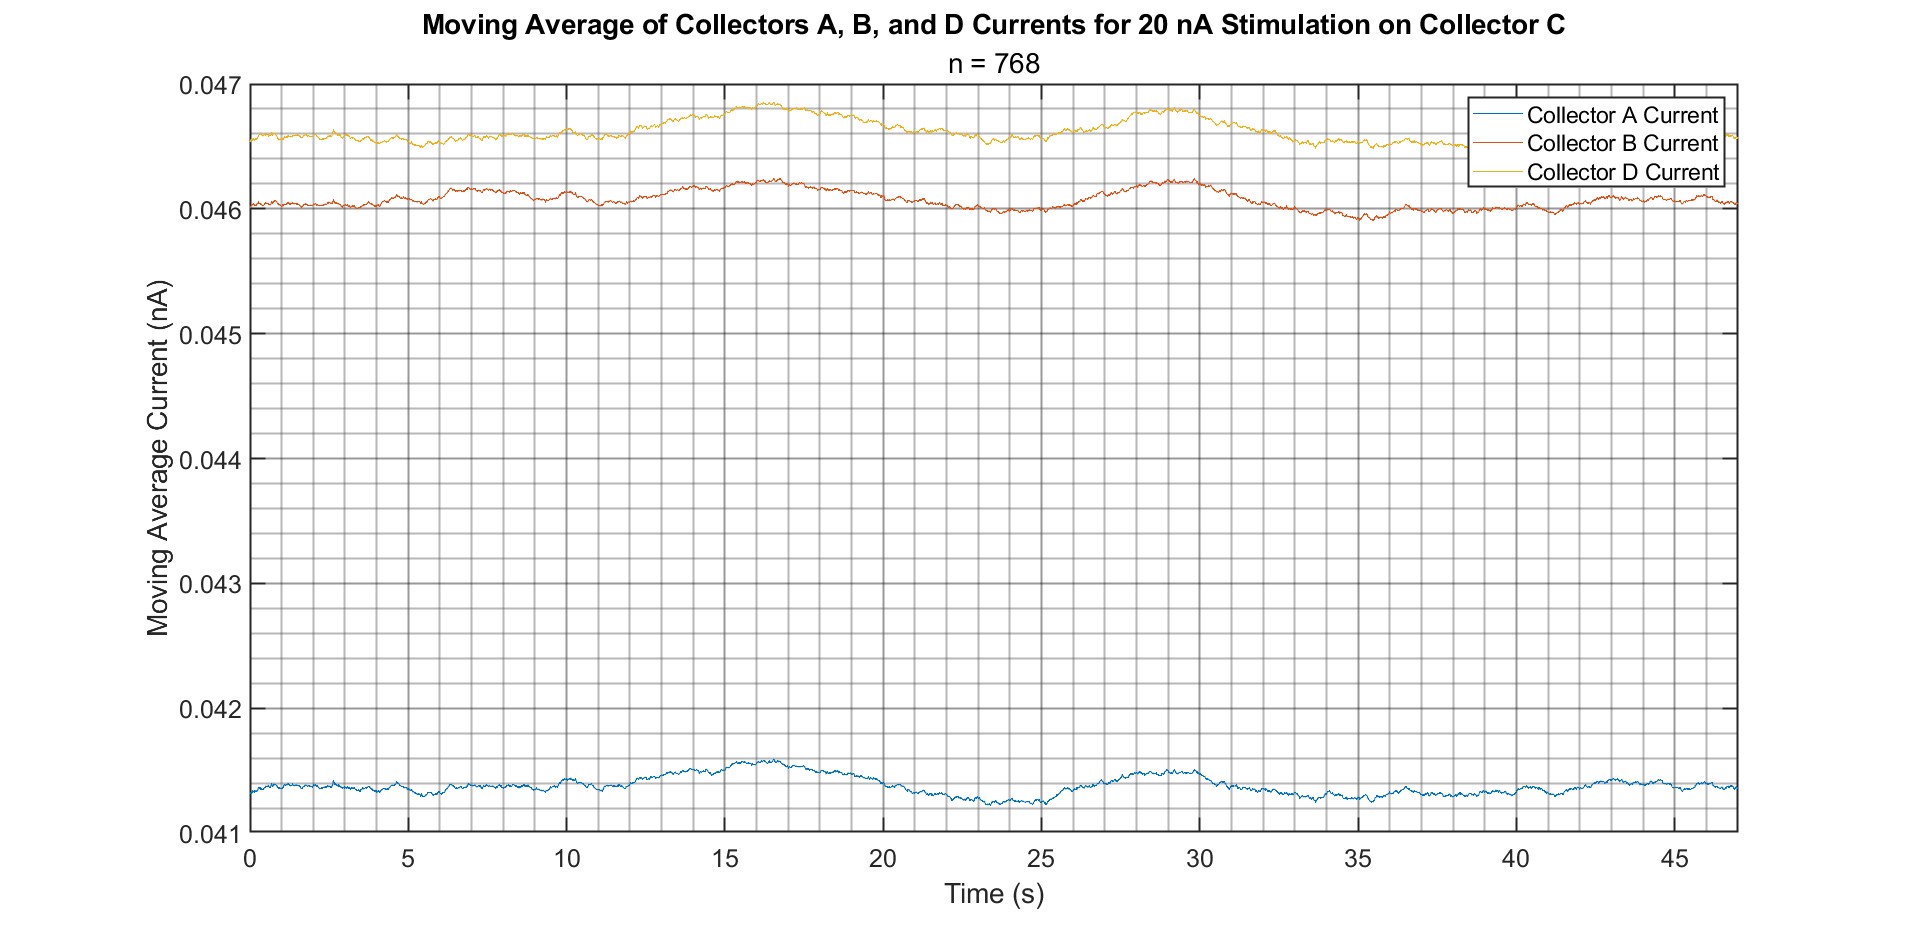 Moving Average of Collectors A, B, and D Currents for 20 nA Stimulation on Collector C
n = 768
Moving Average Current (nA)
0.047
0.046
0.045
0.044
0.043
0.042
0.041
Collector A Current
Collector B Current
Collector D Current
0 5 10 15 20 25 30 35 40 45
Time (s)